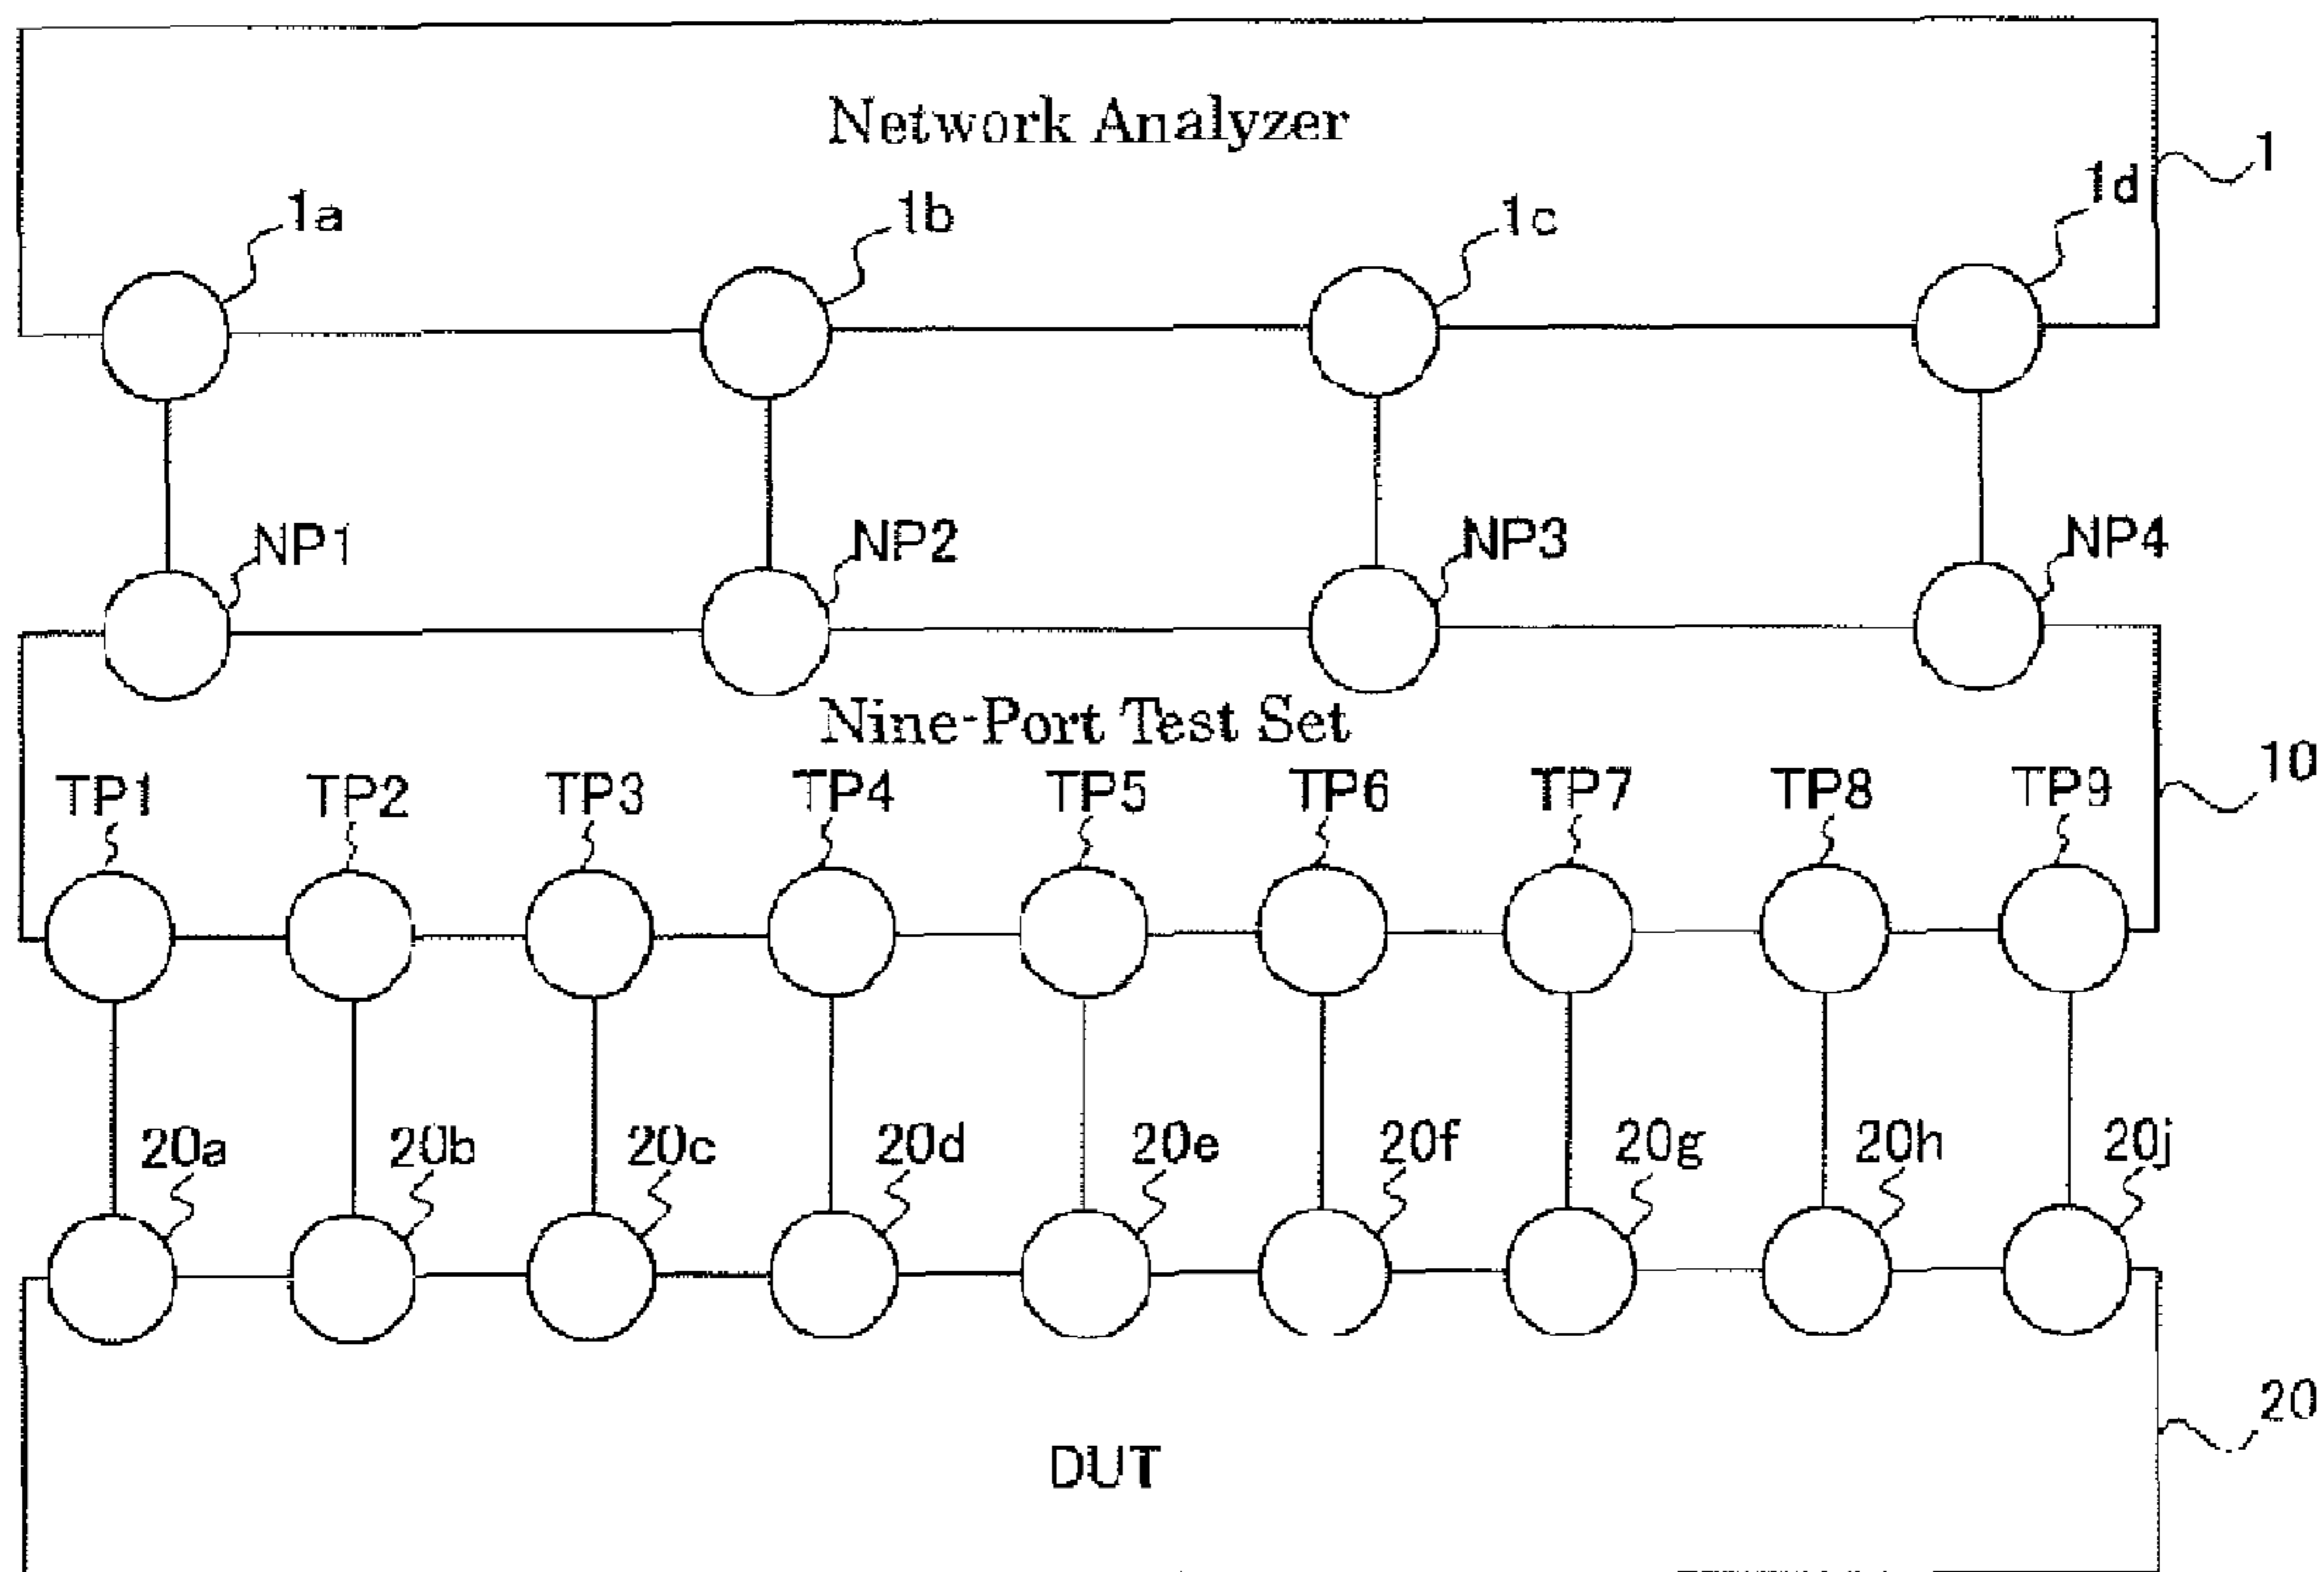 Network Analyzer
1
1a 1b 1c 1d
NP1 NP2 NP3 NP4
Nine-Port Test Set
10
TP1 TP2 TP3 TP4 TP5 TP6 TP7 TP8 TP9
20a 20b 20c 20d 20e 20f 20g 20h 20j
20
DUT